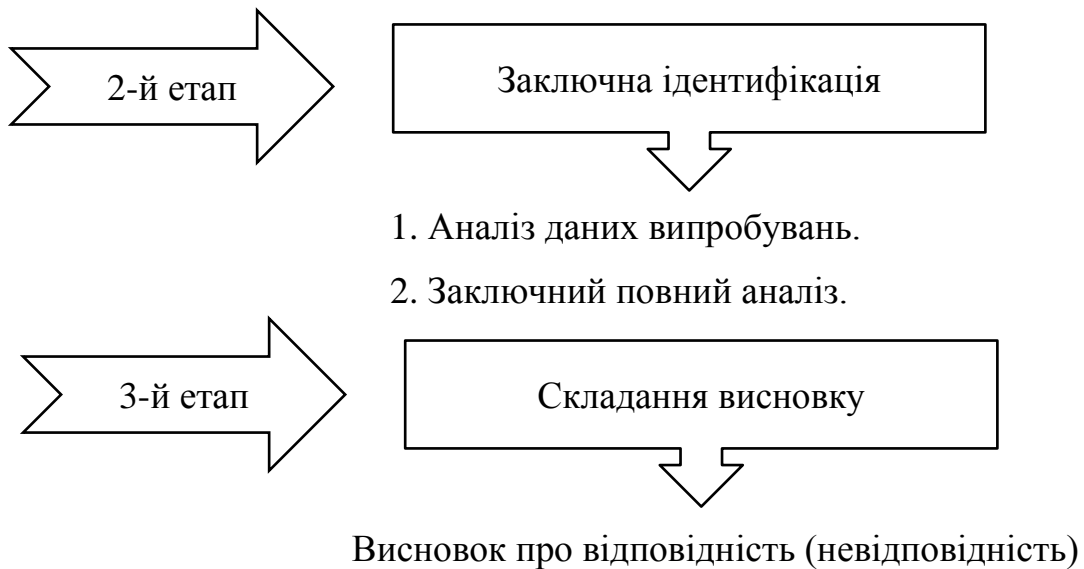 2-й етап
Заключна ідентифікація
1. Аналіз даних випробувань.
2. Заключний повний аналіз.
3-й етап
Складання висновку
Висновок про відповідність (невідповідність)